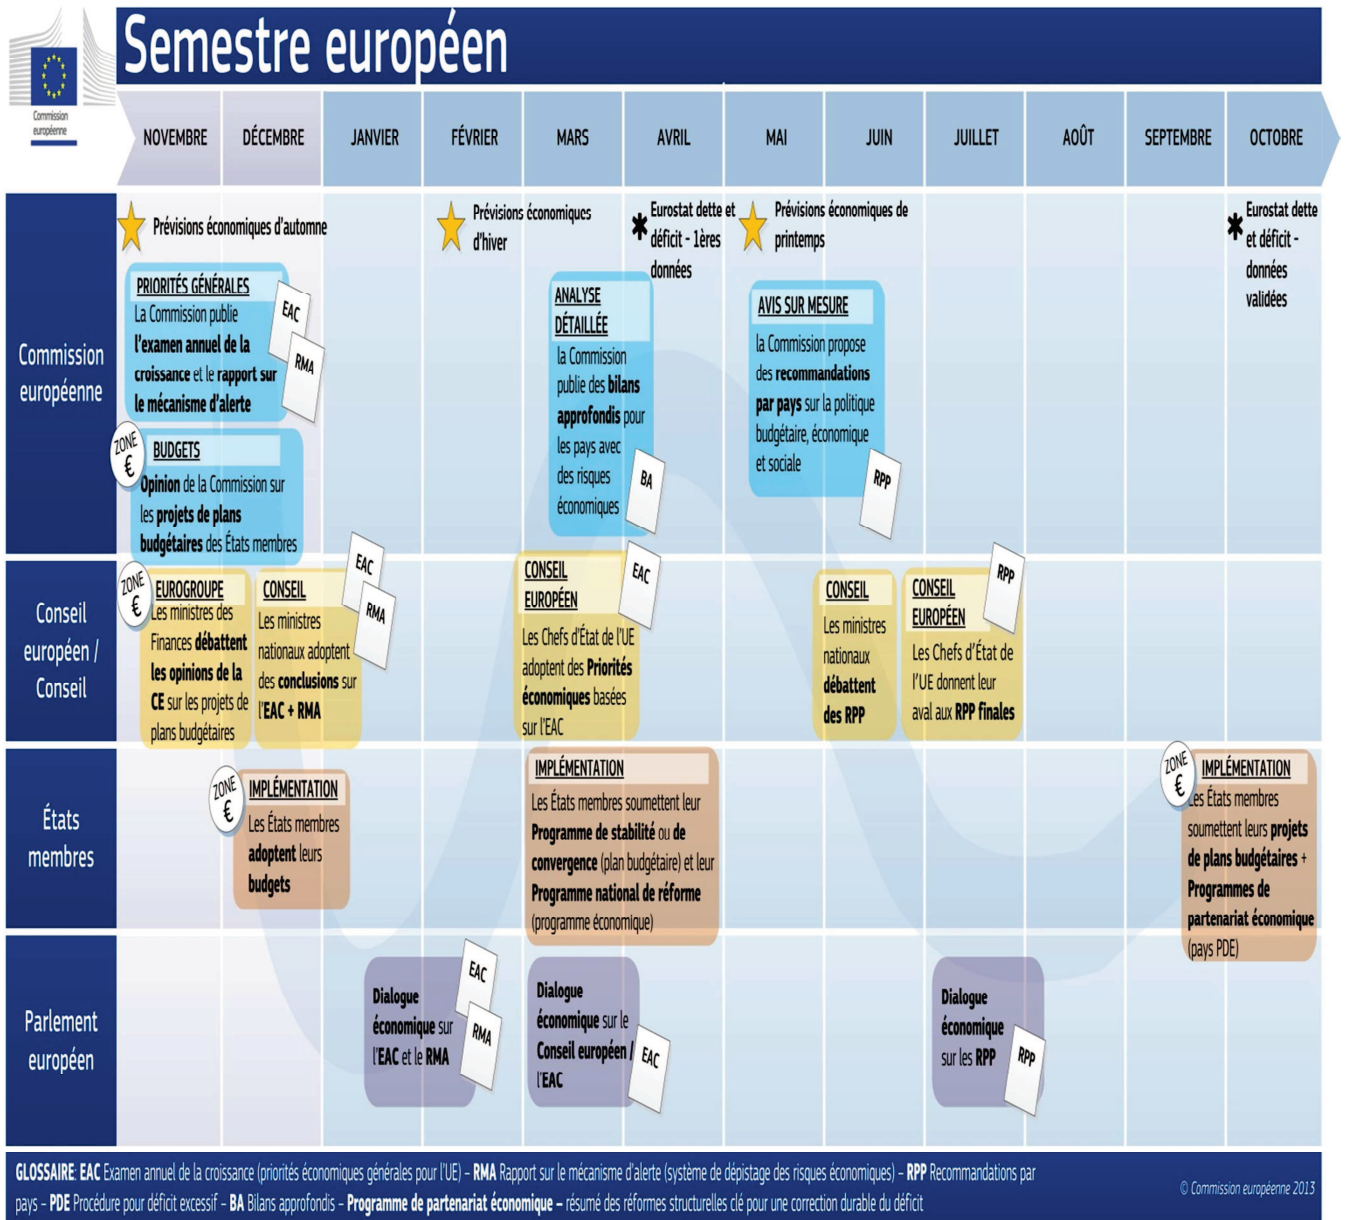 Semestre européen
Commission
européenne
NOVEMBRE
DÉCEMBRE
JANVIER
FÉVRIER
MARS
AVRIL
MAI
JUIN
JUILLET
AOÛT
SEPTEMBRE
OCTOBRE
Commission
européenne
Prévisions économiques d'automne
Prévisions économiques
d'hiver
Eurostat dette et
déficit - 1ères
données
Prévisions économiques de
printemps
Eurostat dette
et déficit -
données
validées
PRIORITÉS GÉNÉRALES
La Commission publie
l'examen annuel de la
croissance et le rapport sur
le mécanisme d'alerte
EAC
RMA
ZONE
€
BUDGETS
Opinion de la Commission sur
les projets de plans
budgétaires des États membres
ANALYSE
DÉTAILLÉE
la Commission
publie des bilans
approfondis pour
les pays avec
des risques
économiques
BA
AVIS SUR MESURE
la Commission propose
des recommandations
par pays sur la politique
budgétaire, économique
et sociale
RPP
Conseil
européen /
Conseil
ZONE
€
EUROGROUPE
Les ministres des
Finances débattent
les opinions de la
CE sur les projets de
plans budgétaires
CONSEIL
Les ministres
nationaux adoptent
des conclusions sur
l'EAC + RMA
EAC
RMA
CONSEIL
EUROPÉEN
Les Chefs d'État de l'UE
adoptent des Priorités
économiques basées
sur l'EAC
EAC
CONSEIL
Les ministres
nationaux
débattent
des RPP
CONSEIL
EUROPÉEN
Les Chefs d'État de
l'UE donnent leur
aval aux RPP finales
RPP
États
membres
ZONE
€
IMPLÉMENTATION
Les États membres
adoptent leurs
budgets
IMPLÉMENTATION
Les États membres soumettent leur
Programme de stabilité ou de
convergence (plan budgétaire) et leur
Programme national de réforme
(programme économique)
ZONE
€
IMPLÉMENTATION
Les États membres
soumettent leurs projets
de plans budgétaires +
Programmes de
partenariat économique
(pays PDE)
Parlement
européen
Dialogue
économique sur
l'EAC et le RMA
EAC
RMA
Dialogue
économique sur le
Conseil européen /
l'EAC
EAC
Dialogue
économique
sur les RPP
RPP
GLOSSAIRE: EAC Examen annuel de la croissance (priorités économiques générales pour l'UE) – RMA Rapport sur le mécanisme d'alerte (système de dépistage des risques économiques) – RPP Recommandations par
pays – PDE Procédure pour déficit excessif – BA Bilans approfondis – Programme de partenariat économique – résumé des réformes structurelles clé pour une correction durable du déficit
© Commission européenne 2013